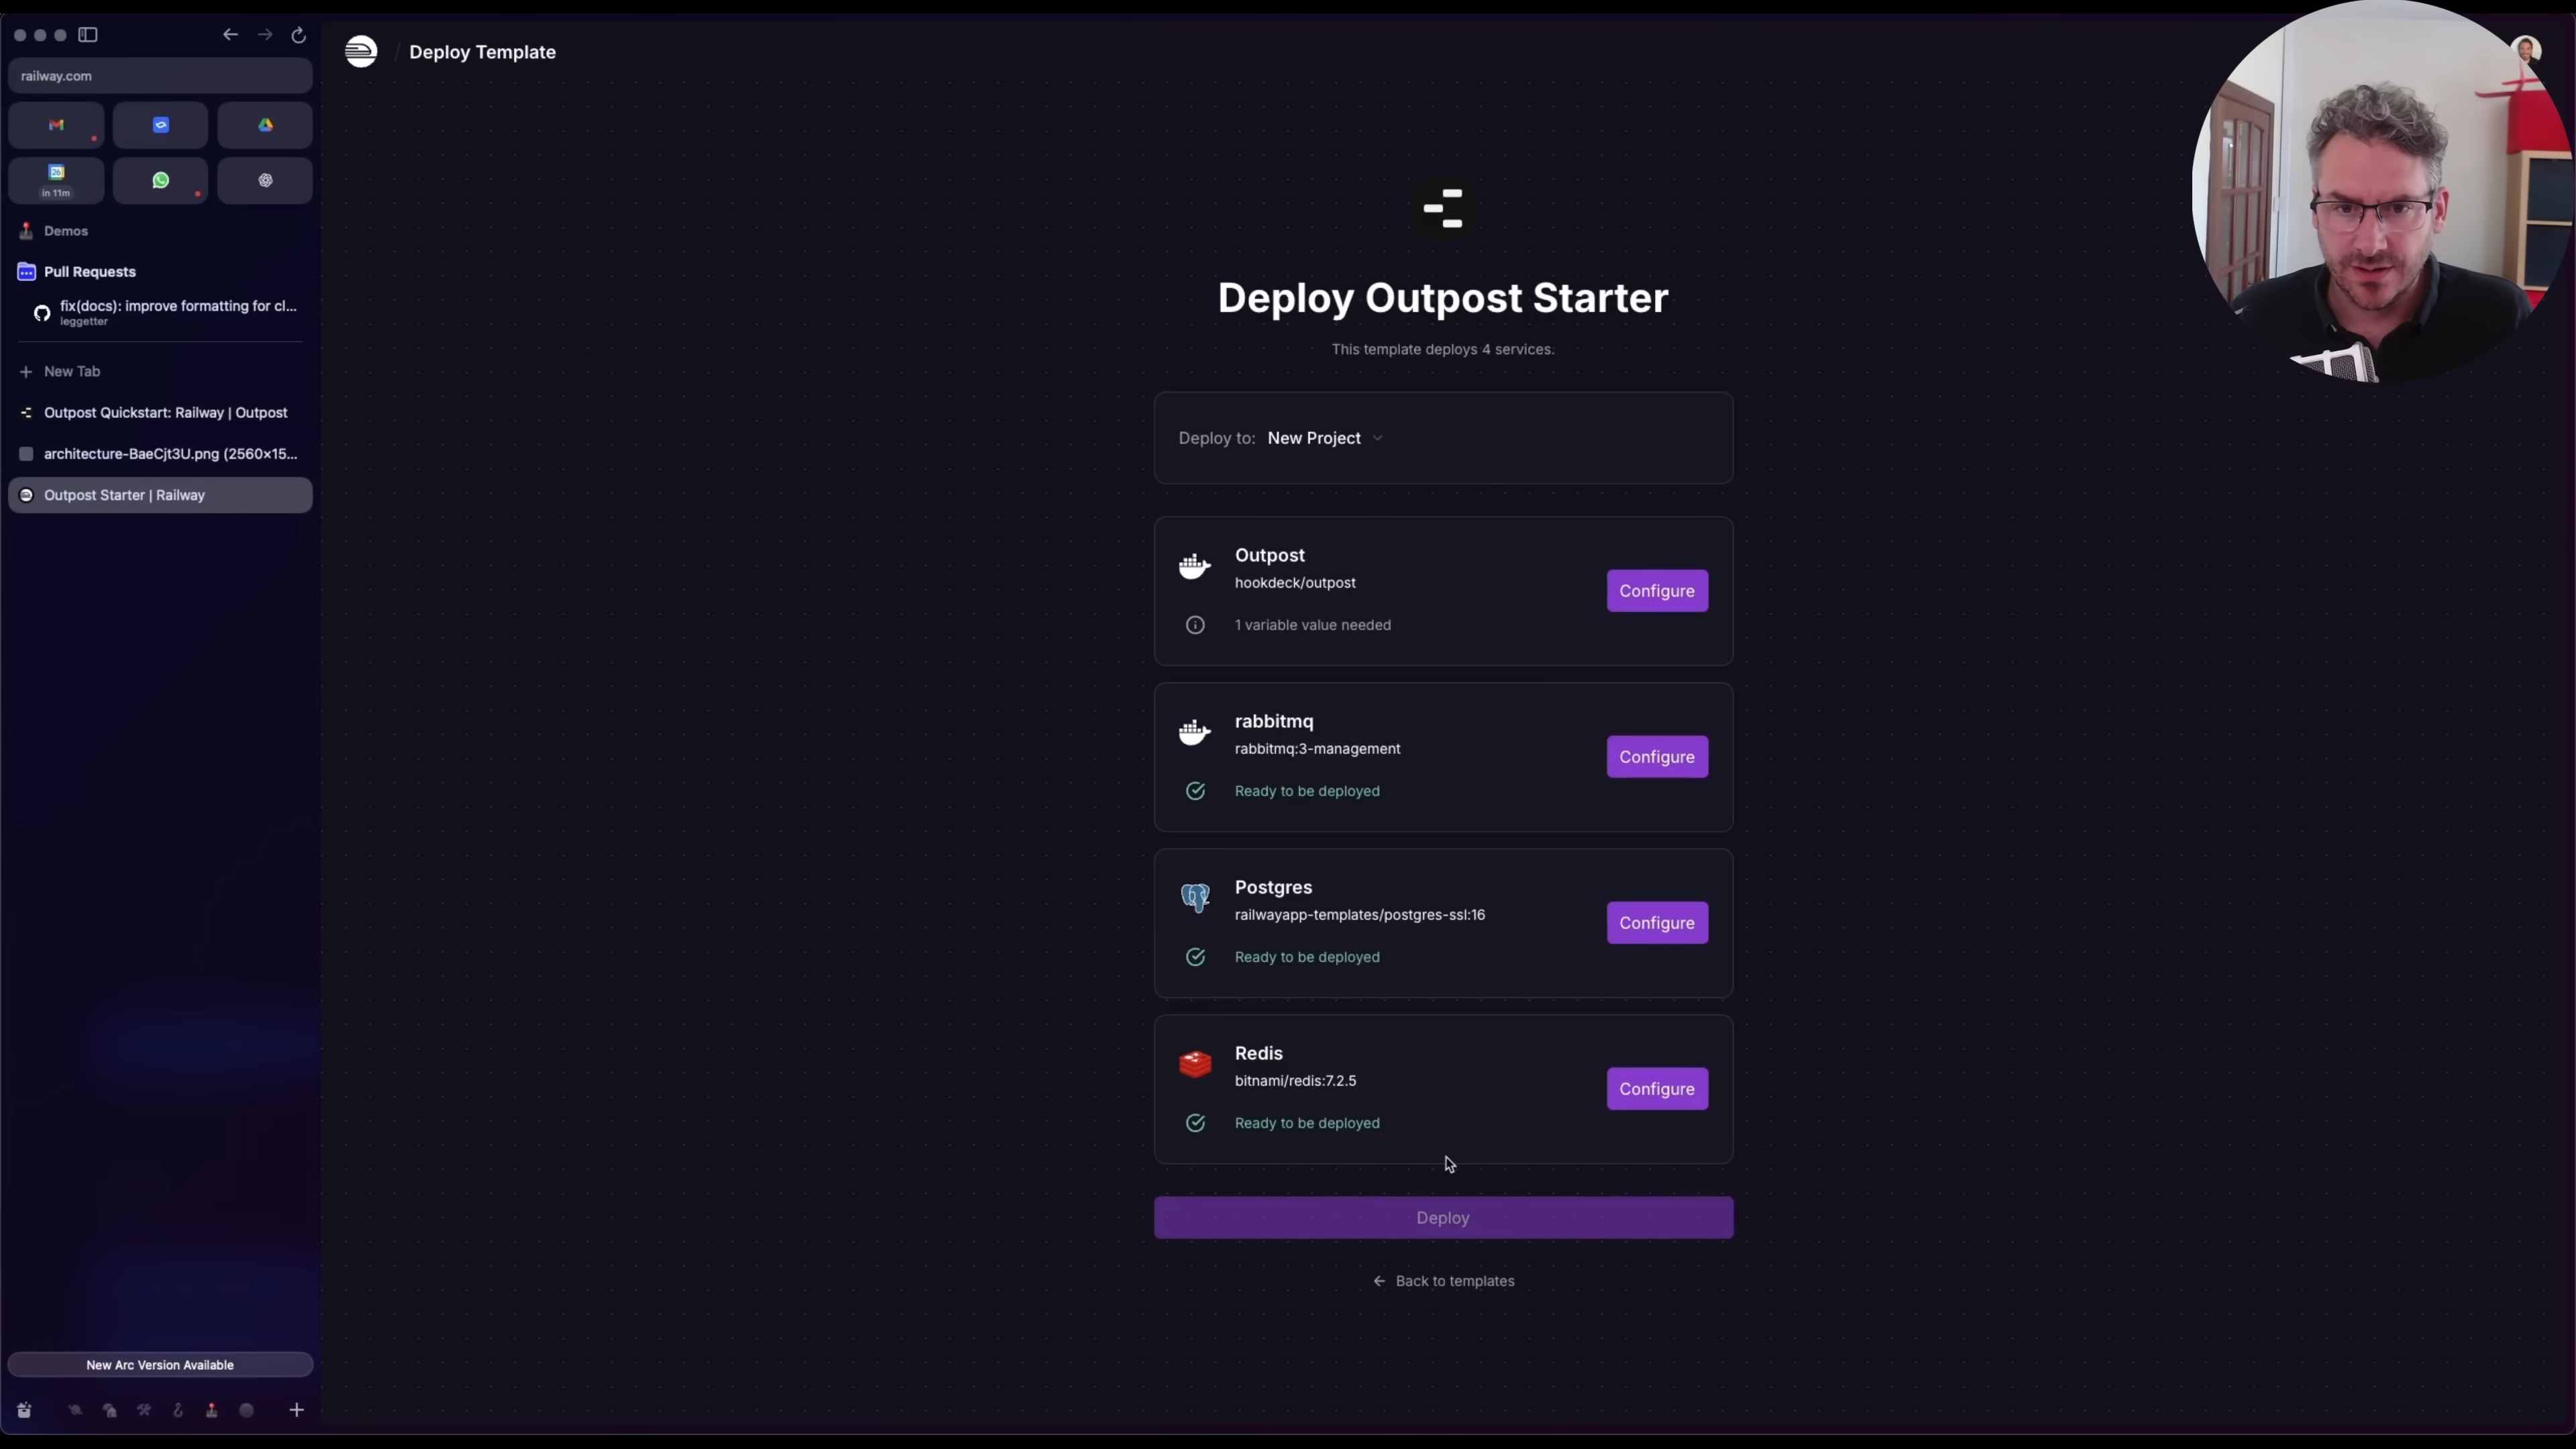 railway.com
26
in 11m
Demos
Pull Requests
fix(docs): improve formatting for cl...
leggetter
New Tab
Outpost Quickstart: Railway | Outpost
architecture-BaeCjt3U.png (2560×15...
Outpost Starter | Railway
New Arc Version Available
/ Deploy Template
Deploy Outpost Starter
This template deploys 4 services.
Deploy to: New Project
Outpost
hookdeck/outpost
Configure
1 variable value needed
rabbitmq
rabbitmq:3-management
Configure
Ready to be deployed
Postgres
railwayapp-templates/postgres-ssl:16
Configure
Ready to be deployed
Redis
bitnami/redis:7.2.5
Configure
Ready to be deployed
Deploy
Back to templates